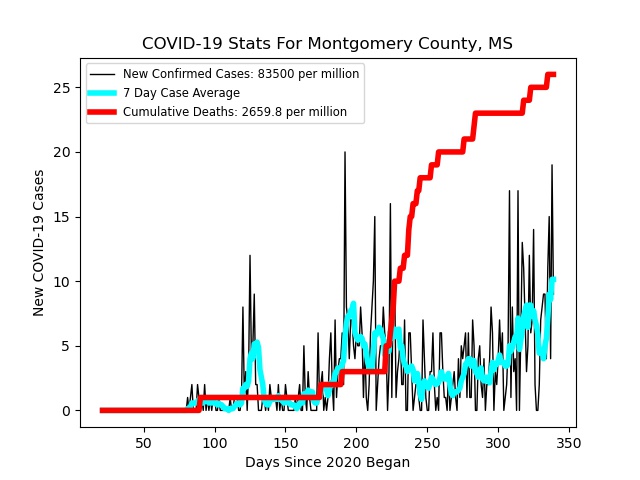 COVID-19 Stats For Montgomery County, MS
New Confirmed Cases: 83500 per million
7 Day Case Average
Cumulative Deaths: 2659.8 per million
New COVID-19 Cases
25
20
15
10
5
0
50 100 150 200 250 300 350
Days Since 2020 Began